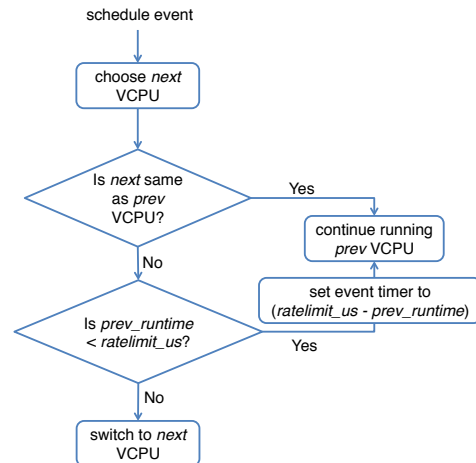 schedule event
choose next
VCPU
Is next same
as prev
VCPU?
Yes
continue running
prev VCPU
No
set event timer to
(ratelimit_us - prev_runtime)
Is prev_runtime
< ratelimit_us?
Yes
No
switch to next
VCPU